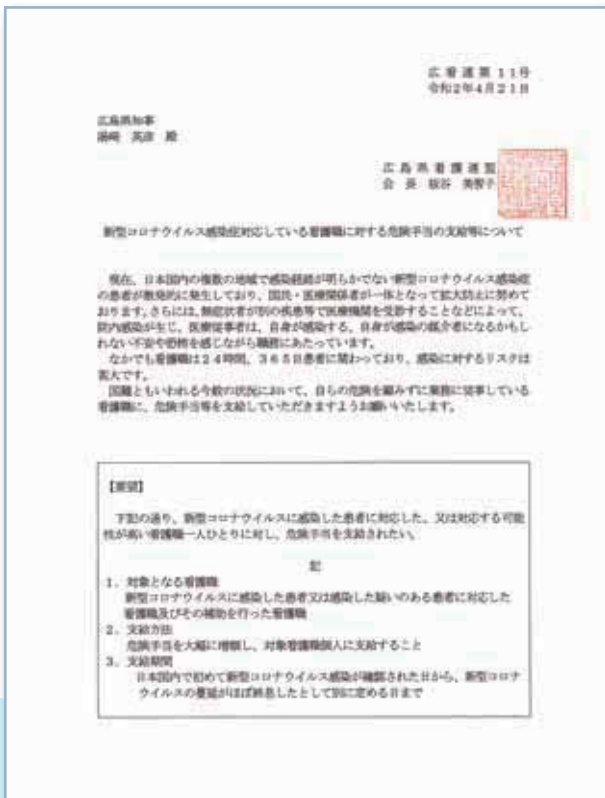 広看連第11号
令和2年4月21日
広島県知事
湯﨑 英彦 殿
広島県看護連盟
会長 板谷 美智子
新型コロナウイルス感染症対応している看護職に対する危険手当の支給等について
現在、日本国内の複数の地域で感染経路が明らかでない新型コロナウイルス感染症
の患者が散発的に発生しており、国民・医療関係者が一体となって拡大防止に努めて
おります。さらには、無症状者が別の疾患等で医療機関を受診することなどによって、
院内感染が生じ、医療従事者は、自身が感染する、自身が感染の媒介者になるかもし
れない不安や恐怖を感じながら職務にあたっています。
なかでも看護職は24時間、365日患者に関わっており、感染に対するリスクは
甚大です。
国難ともいわれる今般の状況において、自らの危険を顧みずに業務に従事している
看護職に、危険手当等を支給していただきますようお願いいたします。
【要望】
下記の通り、新型コロナウイルスに感染した患者に対応した、又は対応する可能
性が高い看護職一人ひとりに対し、危険手当を支給されたい。
記
1. 対象となる看護職
新型コロナウイルスに感染した患者又は感染した疑いのある患者に対応した
看護職及びその補助を行った看護職
2. 支給方法
危険手当を大幅に増額し、対象看護職個人に支給すること
3. 支給期間
日本国内で初めて新型コロナウイルス感染が確認された日から、新型コロナ
ウイルスの蔓延がほぼ終息したとして別に定める日まで